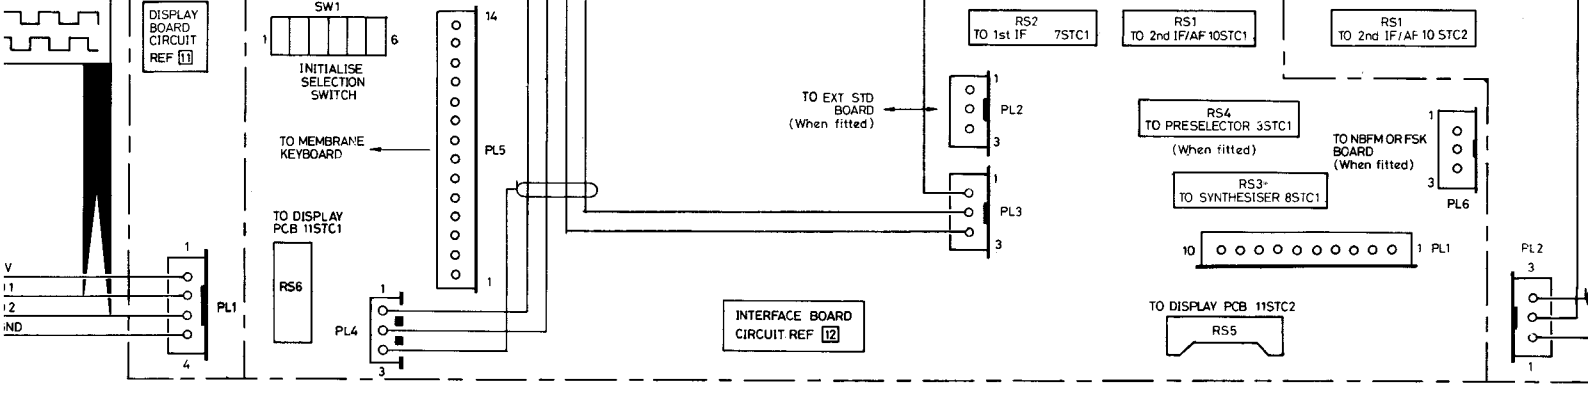 DISPLAY
BOARD
CIRCUIT
REF 11
SW1
1
6
INITIALISE
SELECTION
SWITCH
14
TO MEMBRANE
KEYBOARD
PL5
1
TO DISPLAY
PCB 11STC1
RS6
V
1
2
1
PL1
4
1
PL4
3
TO EXT STD
BOARD
(When fitted)
1
PL2
3
1
PL3
3
INTERFACE BOARD
CIRCUIT REF 12
RS2
TO 1st IF 7STC1
RS1
TO 2nd IF/AF 10STC1
RS1
TO 2nd IF/AF 10 STC2
RS4
TO PRESELECTOR 3STC1
(When fitted)
RS3
TO SYNTHESISER 8STC1
TO NBFM OR FSK
BOARD
(When fitted)
1
3
PL6
10
1 PL1
TO DISPLAY PCB 11STC2
RS5
PL2
3
1